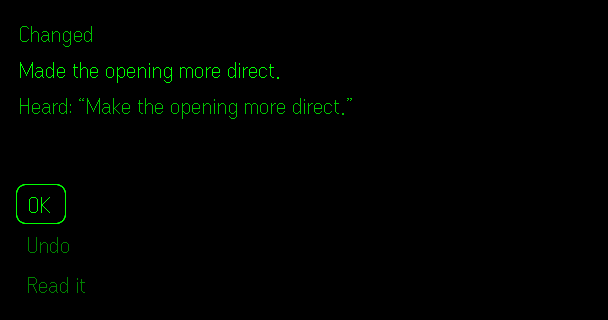 Changed
Made the opening more direct.
Heard: “Make the opening more direct.”
OK
Undo
Read it